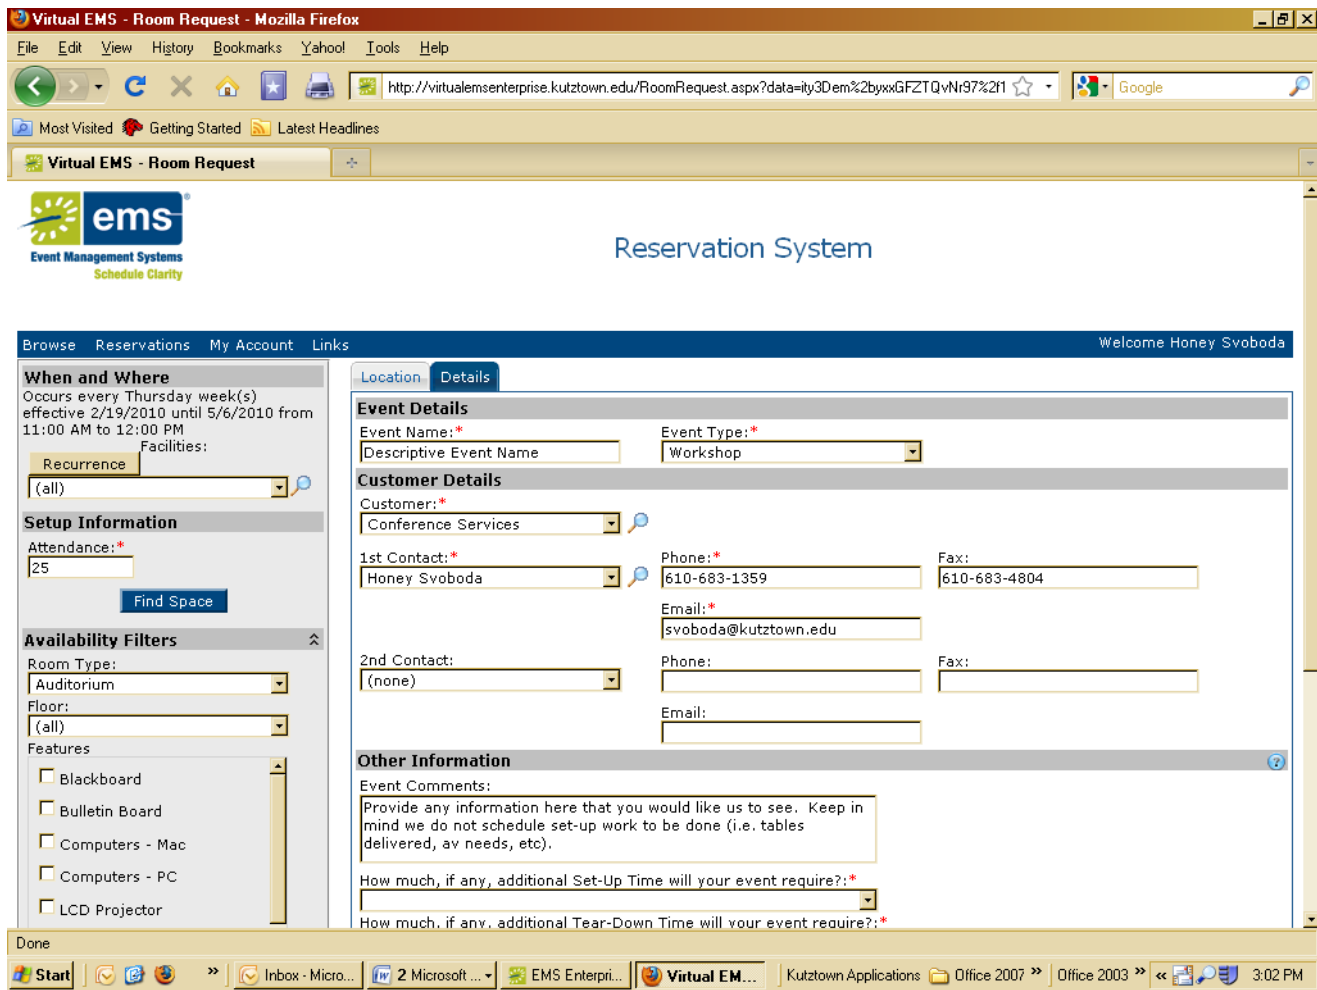 Virtual EMS - Room Request - Mozilla Firefox
File Edit View History Bookmarks Yahoo! Tools Help
http://virtualemsenterprise.kutztown.edu/RoomRequest.aspx?data=ity3Dem%2byxxGFZTQvNr97%2f1
Google
Most Visited Getting Started Latest Headlines
Virtual EMS - Room Request
ems®
Event Management Systems
Schedule Clarity
Reservation System
Browse Reservations My Account Links
Welcome Honey Svoboda
When and Where
Occurs every Thursday week(s)
effective 2/19/2010 until 5/6/2010 from
11:00 AM to 12:00 PM
Facilities:
Recurrence
(all)
Setup Information
Attendance:*
25
Find Space
Availability Filters
Room Type:
Auditorium
Floor:
(all)
Features
Blackboard
Bulletin Board
Computers - Mac
Computers - PC
LCD Projector
Location Details
Event Details
Event Name:* Event Type:*
Descriptive Event Name Workshop
Customer Details
Customer:*
Conference Services
1st Contact:* Phone:* Fax:
Honey Svoboda 610-683-1359 610-683-4804
Email:*
svoboda@kutztown.edu
2nd Contact: Phone: Fax:
(none)
Email:
Other Information
Event Comments:
Provide any information here that you would like us to see. Keep in
mind we do not schedule set-up work to be done (i.e. tables
delivered, av needs, etc).
How much, if any, additional Set-Up Time will your event require?:*
How much, if any, additional Tear-Down Time will your event require?:*
Done
Start » Inbox - Micro... 2 Microsoft ... EMS Enterpri... Virtual EM... Kutztown Applications Office 2007 » Office 2003 » « 3:02 PM